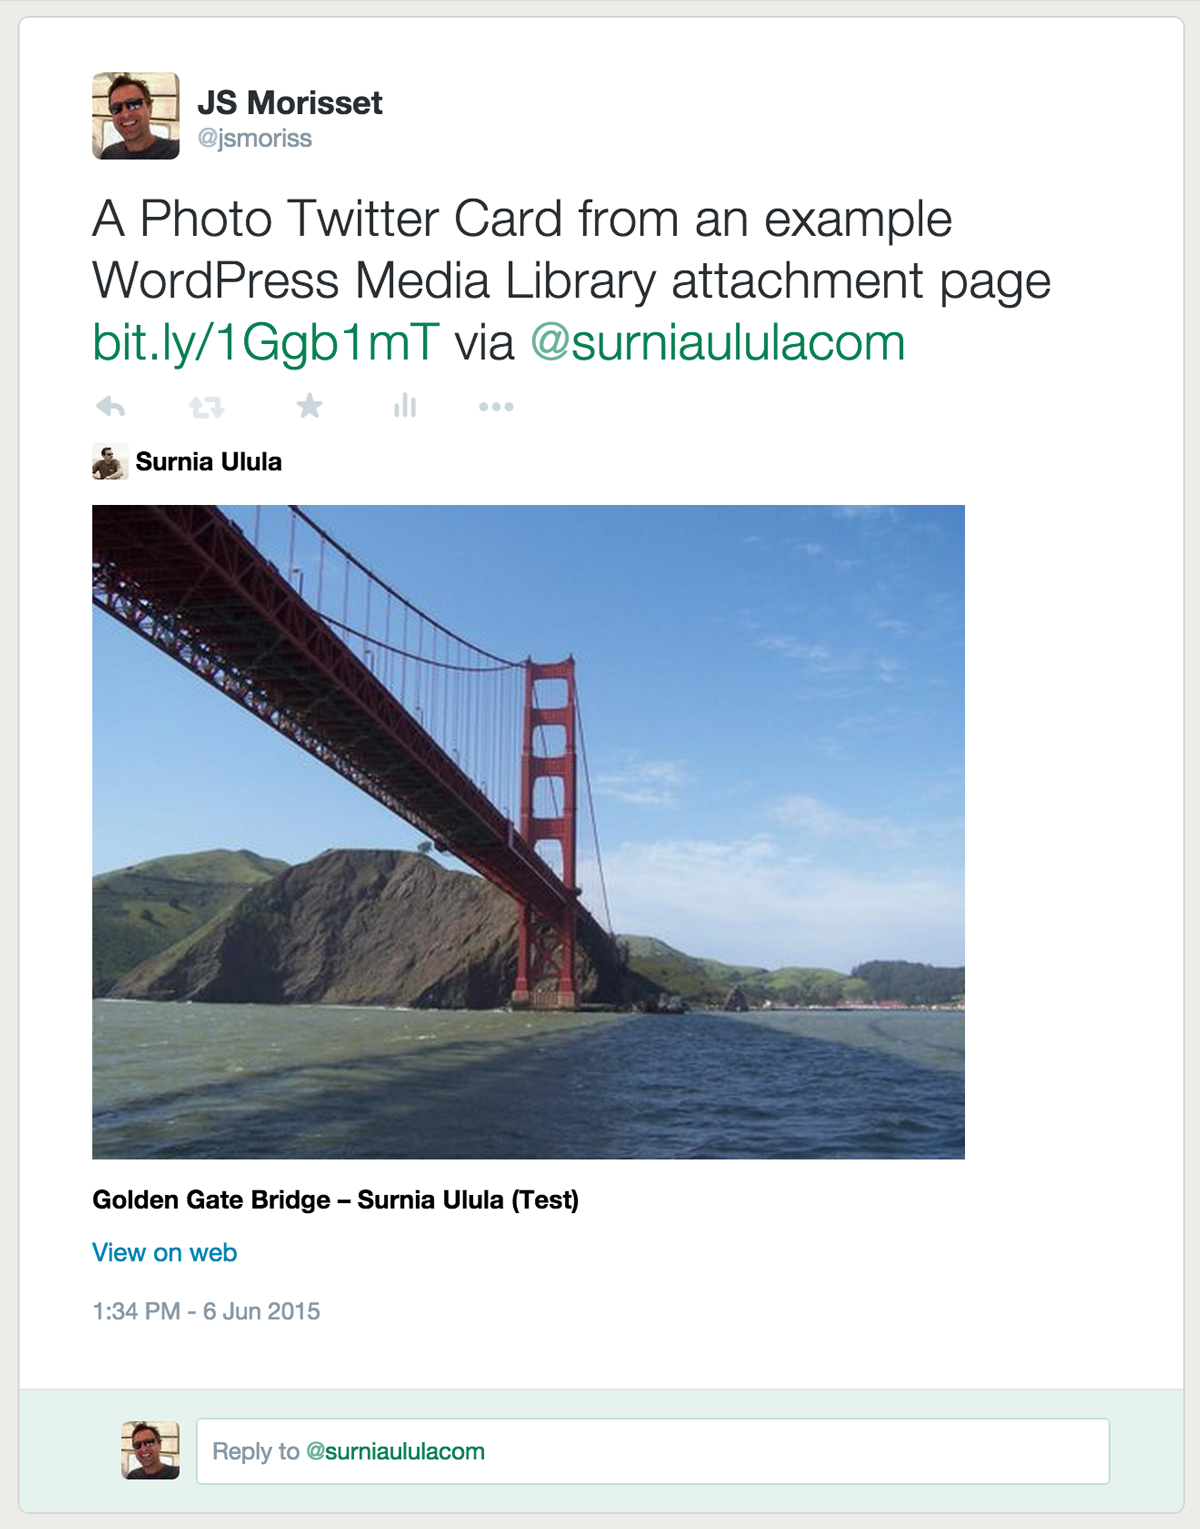 JS Morisset
@jsmoriss
A Photo Twitter Card from an example
WordPress Media Library attachment page
bit.ly/1Ggb1mT via @surniaululacom
Surnia Ulula
Golden Gate Bridge – Surnia Ulula (Test)
View on web
1:34 PM - 6 Jun 2015
Reply to @surniaululacom